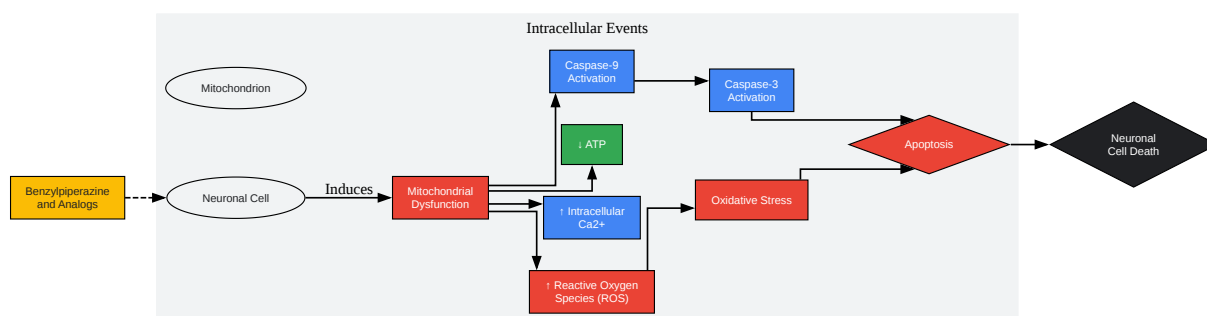 Intracellular Events
Caspase-9
Activation
Caspase-3
Activation
Mitochondrion
↓ ATP
Apoptosis
Neuronal
Cell Death
Benzylpiperazine
and Analogs
Neuronal Cell
Induces
Mitochondrial
Dysfunction
Oxidative Stress
↑ Intracellular
Ca2+
↑ Reactive Oxygen
Species (ROS)